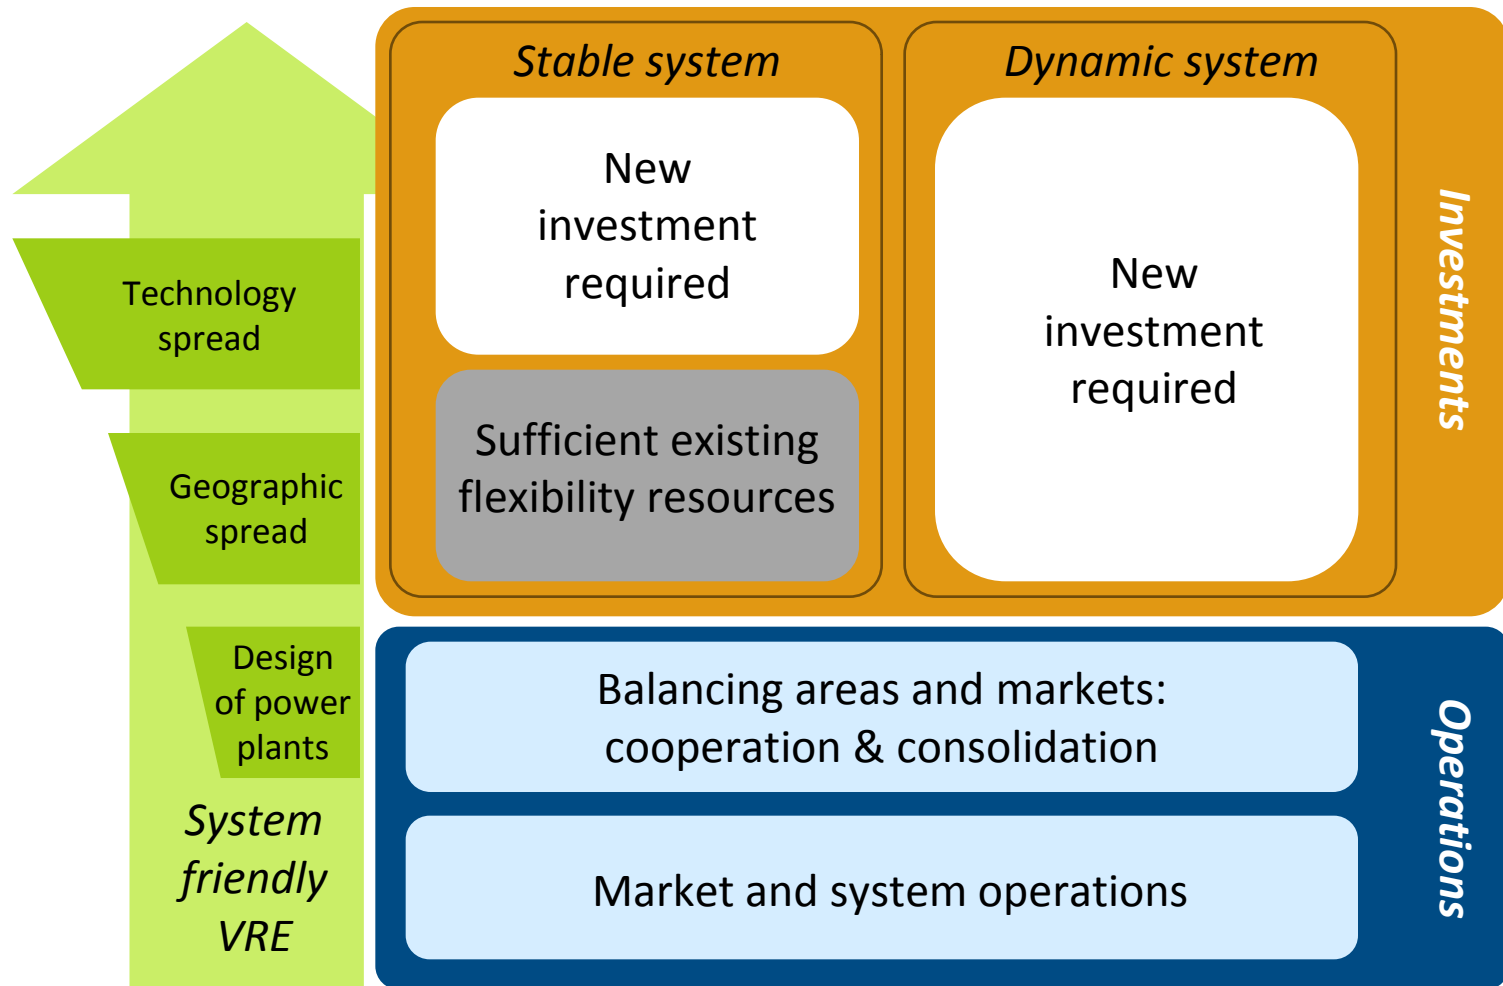 Stable system
New
investment
required
Sufficient existing
flexibility resources
Dynamic system
New
investment
required
Investments
Technology
spread
Geographic
spread
Design
of power
plants
System
friendly
VRE
Balancing areas and markets:
cooperation & consolidation
Market and system operations
Operations